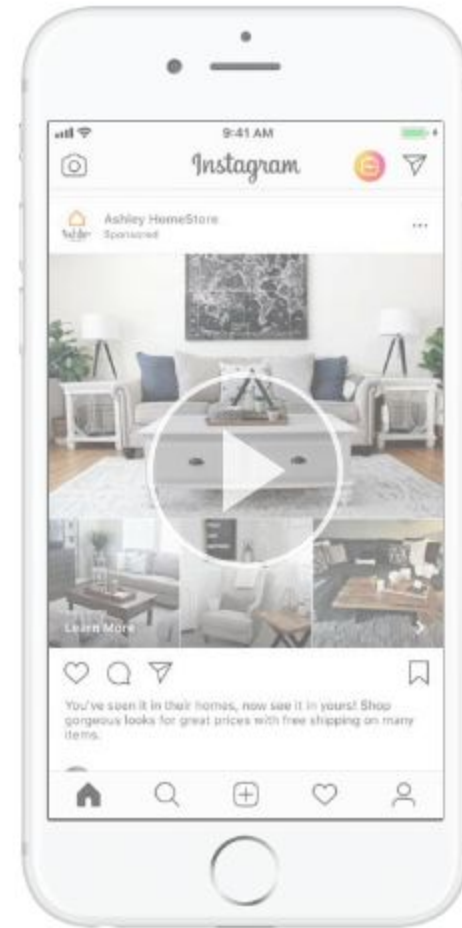 9:41 AM
Instagram
Ashley HomeStore
Sponsored
Learn More
You've seen it in their homes, now see it in yours! Shop
gorgeous looks for great prices with free shipping on many
items.